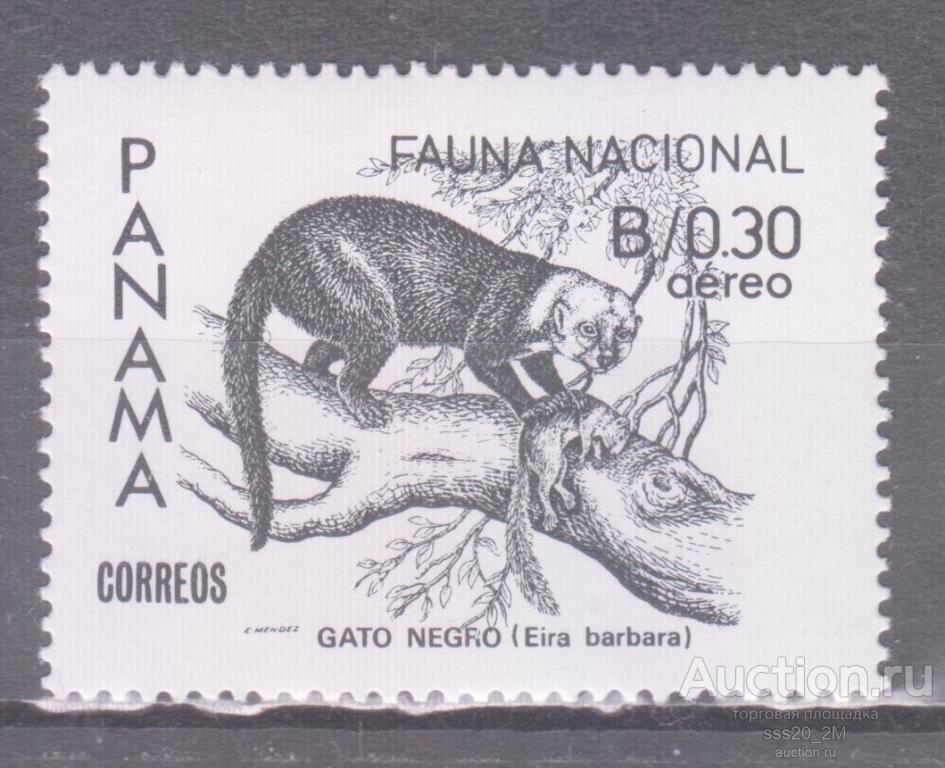 PANAMA
FAUNA NACIONAL
B/0.30
aéreo
CORREOS
E. MENDEZ
GATO NEGRO (Eira barbara)
Auction.ru
торговая площадка
sss20_2M
auction.ru